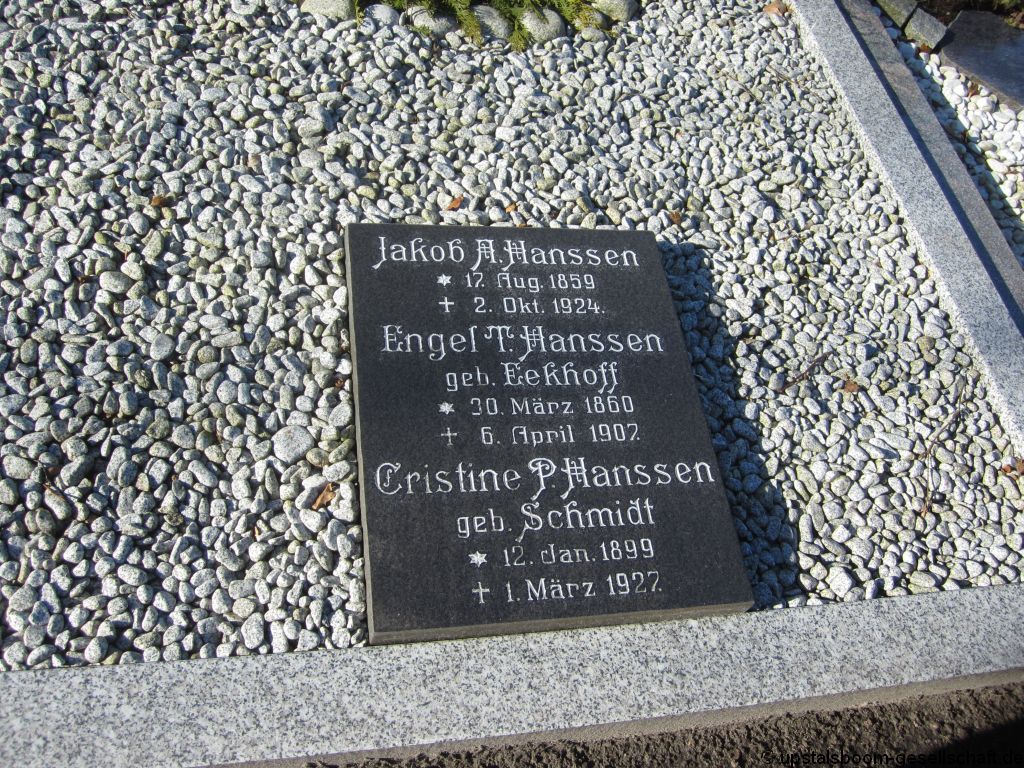 Jakob A. Hanssen
* 17. Aug. 1859
+ 2. Okt. 1924.
Engel T. Hanssen
geb. Eekhoff
* 30. März 1860
+ 6. April 1907.
Cristine P. Hanssen
geb. Schmidt
* 12. Jan. 1899
+ 1. März 1927.
© upstalsboom-gesellschaft.de